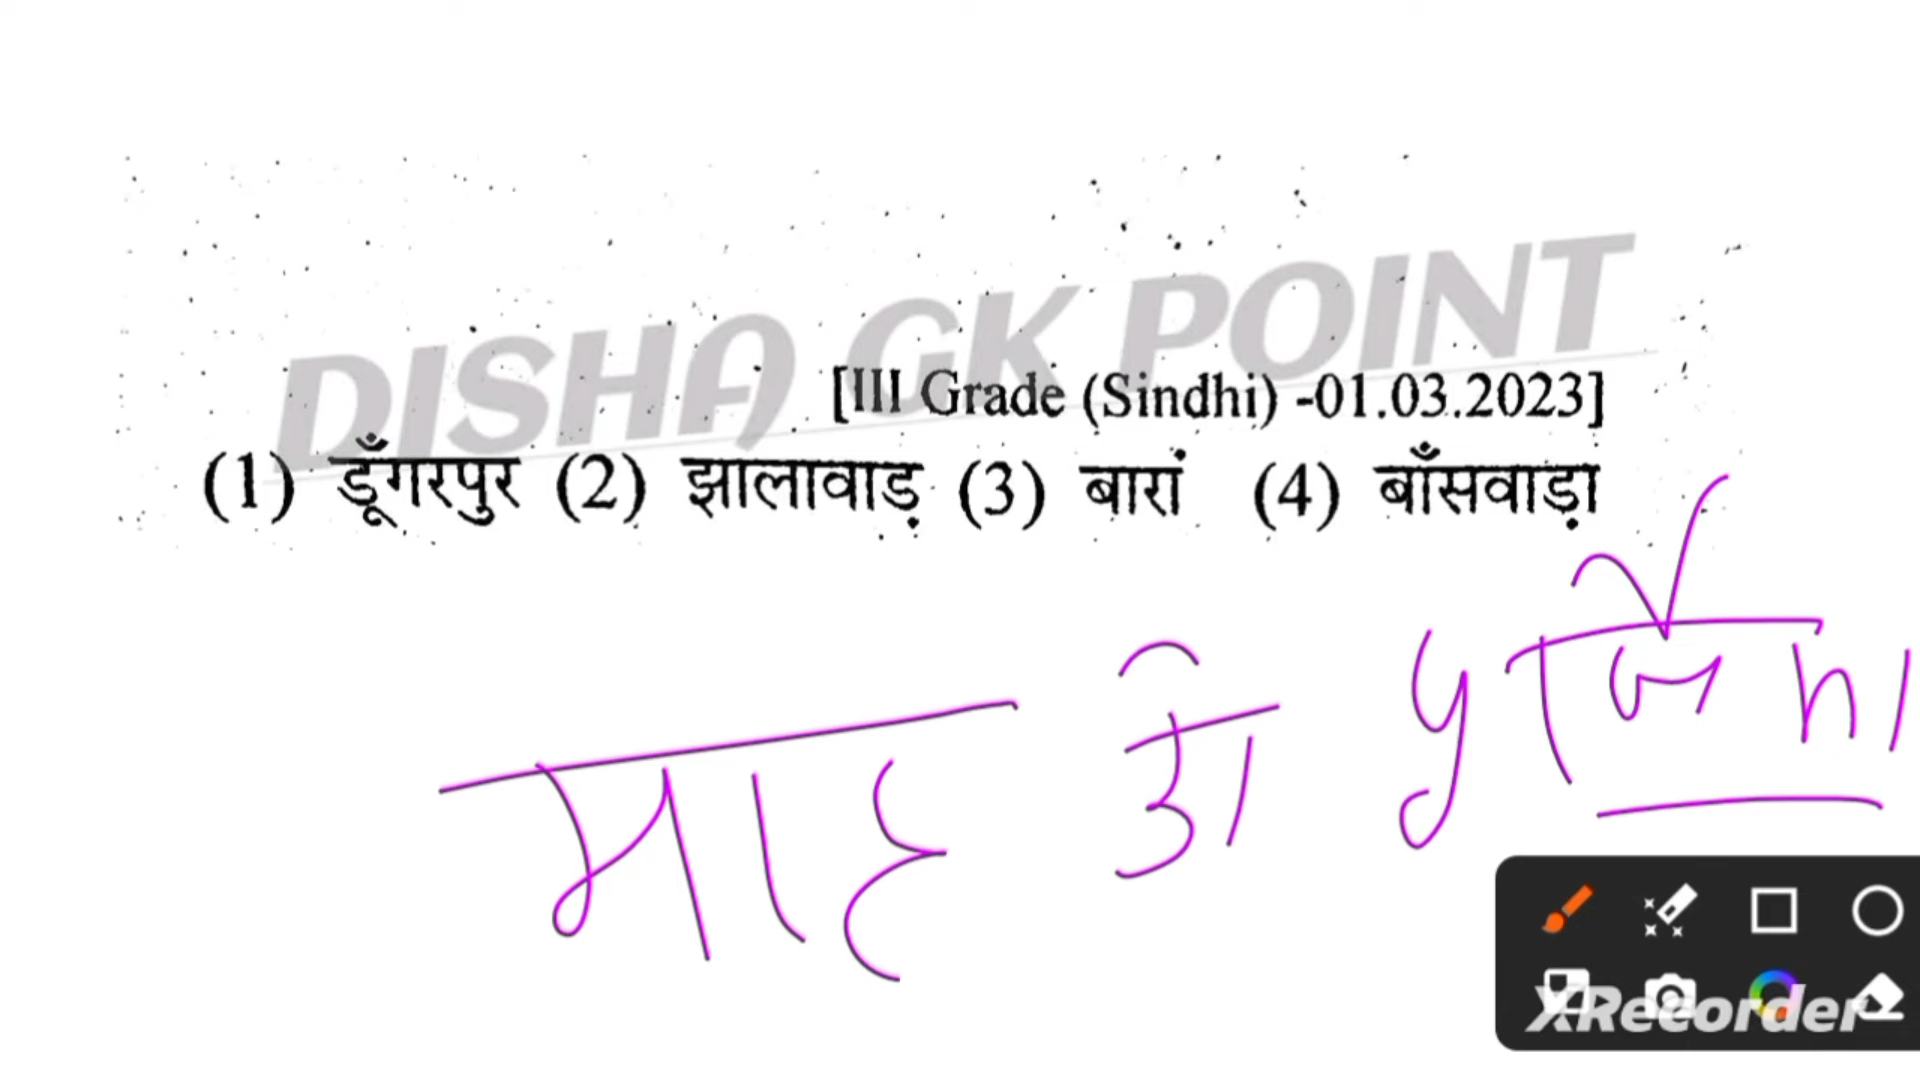 DISHA GK POINT
[III Grade (Sindhi) -01.03.2023]
(1) डूँगरपुर (2) झालावाड़ (3) बारां (4) बाँसवाड़ा
माह की पूर्णिमा
XRecorder